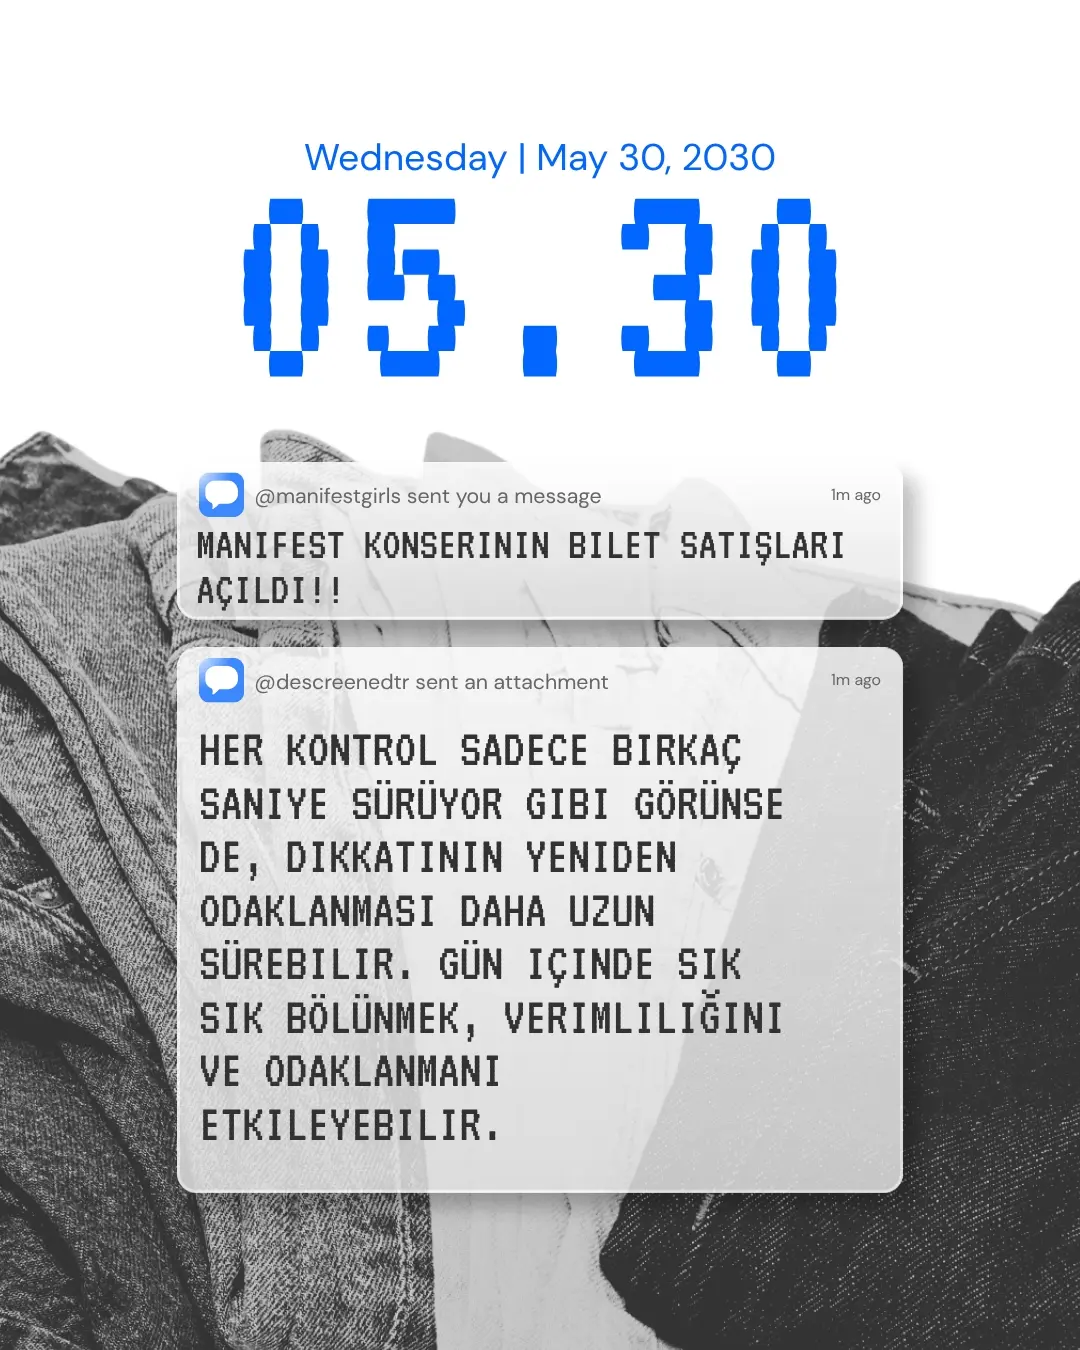 Wednesday | May 30, 2030
05.30
@manifestgirls sent you a message
1m ago
MANIFEST KONSERININ BILET SATIŞLARI
AÇILDI!!
@descreenedtr sent an attachment
1m ago
HER KONTROL SADECE BIRKAÇ
SANIYE SÜRÜYOR GIBI GÖRÜNSE
DE, DIKKATININ YENIDEN
ODAKLANMASI DAHA UZUN
SÜREBILIR. GÜN IÇINDE SIK
SIK BÖLÜNMEK, VERIMLILIĞINI
VE ODAKLANMANI
ETKILEYEBILIR.